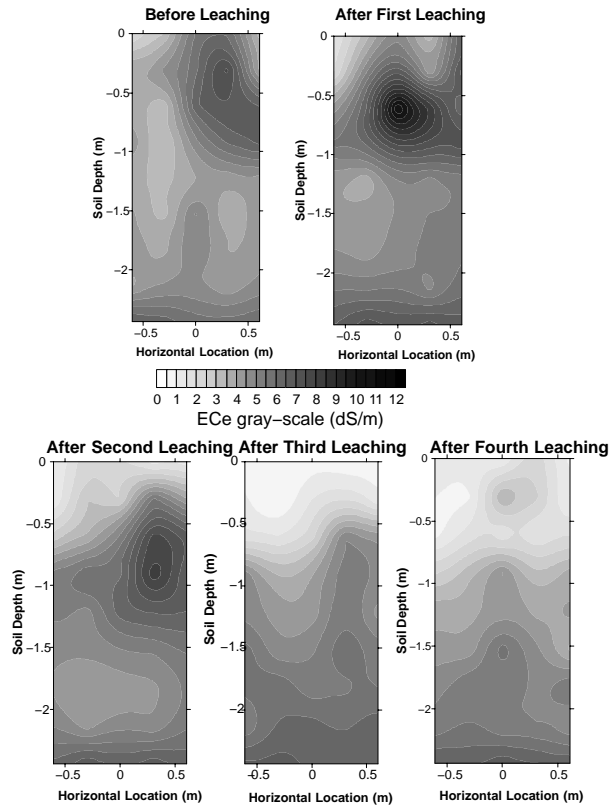 Before Leaching
After First Leaching
0
−0.5
−1
−1.5
−2
Soil Depth (m)
−0.5
0
0.5
Horizontal Location (m)
0
−0.5
−1
−1.5
−2
Soil Depth (m)
−0.5
0
0.5
Horizontal Location (m)
0 1 2 3 4 5 6 7 8 9 10 11 12
ECe gray−scale (dS/m)
After Second Leaching
After Third Leaching
After Fourth Leaching
0
−0.5
−1
−1.5
−2
Soil Depth (m)
−0.5
0
0.5
Horizontal Location (m)
0
−0.5
−1
−1.5
−2
Soil Depth (m)
−0.5
0
0.5
Horizontal Location (m)
0
−0.5
−1
−1.5
−2
Soil Depth (m)
−0.5
0
0.5
Horizontal Location (m)